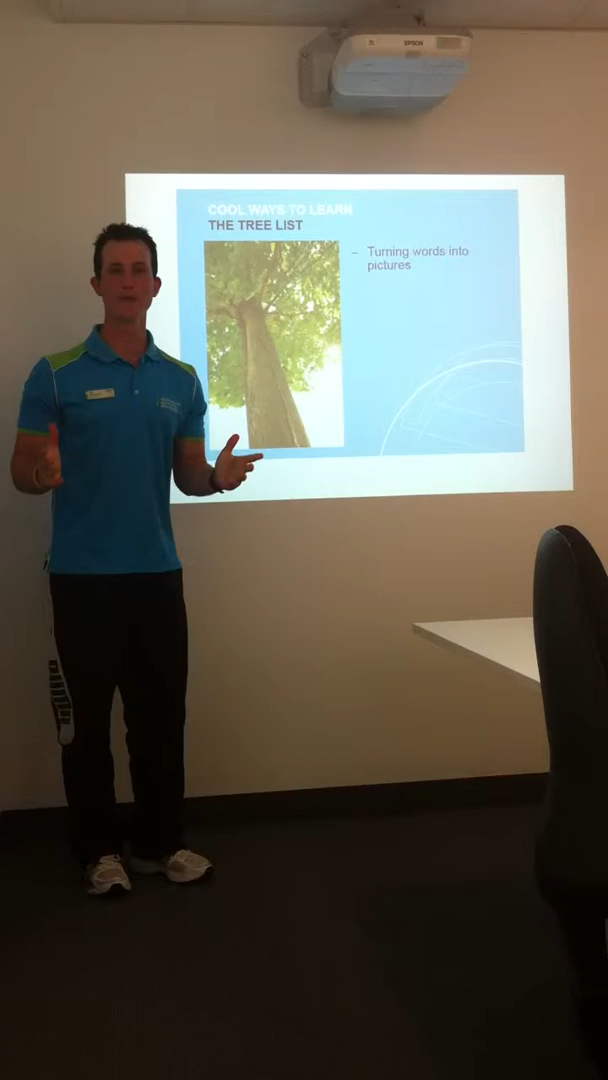 EPSON
COOL WAYS TO LEARN
THE TREE LIST
– Turning words into
pictures